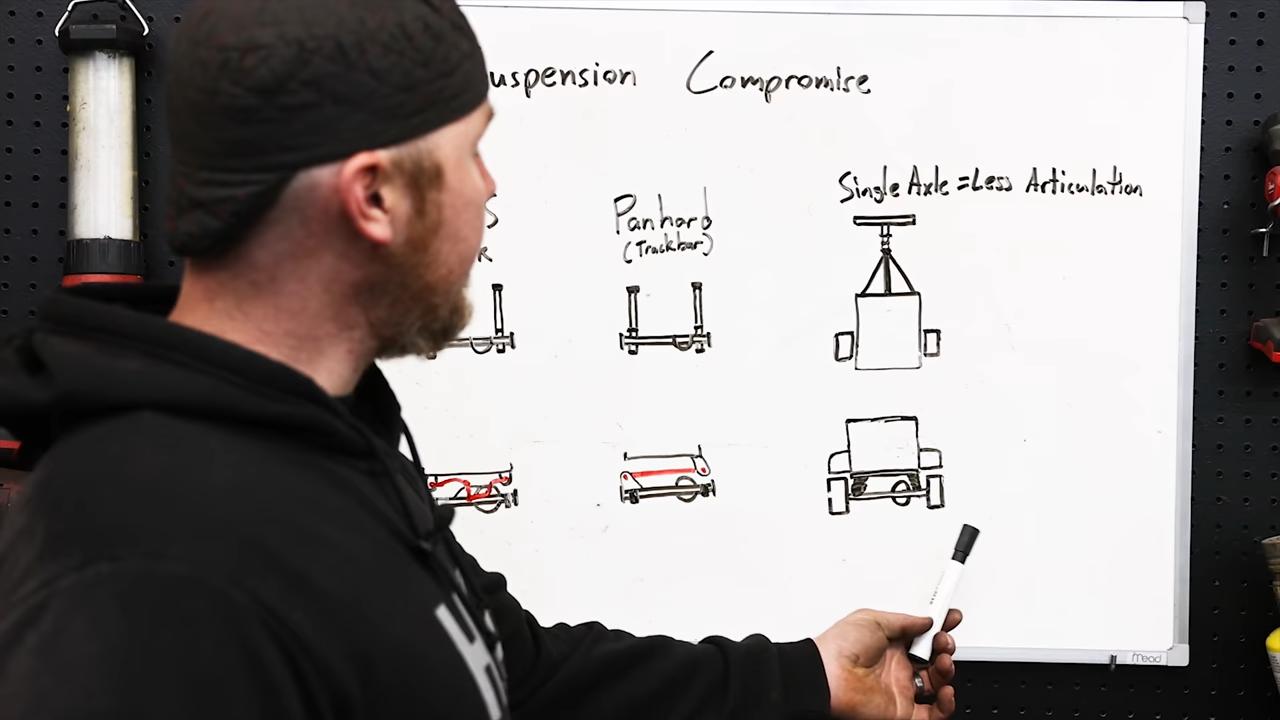 uspension Compromise
Single Axle = Less Articulation
Panhard
(Trackbar)
Mead